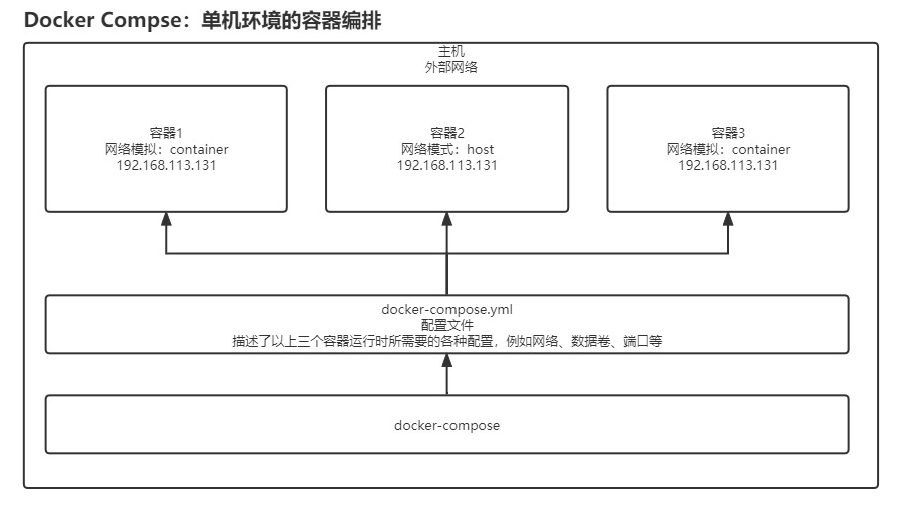 Docker Compse：单机环境的容器编排
主机
外部网络
容器1
网络模拟：container
192.168.113.131
容器2
网络模式：host
192.168.113.131
容器3
网络模拟：container
192.168.113.131
docker-compose.yml
配置文件
描述了以上三个容器运行时所需要的各种配置，例如网络、数据卷、端口等
docker-compose